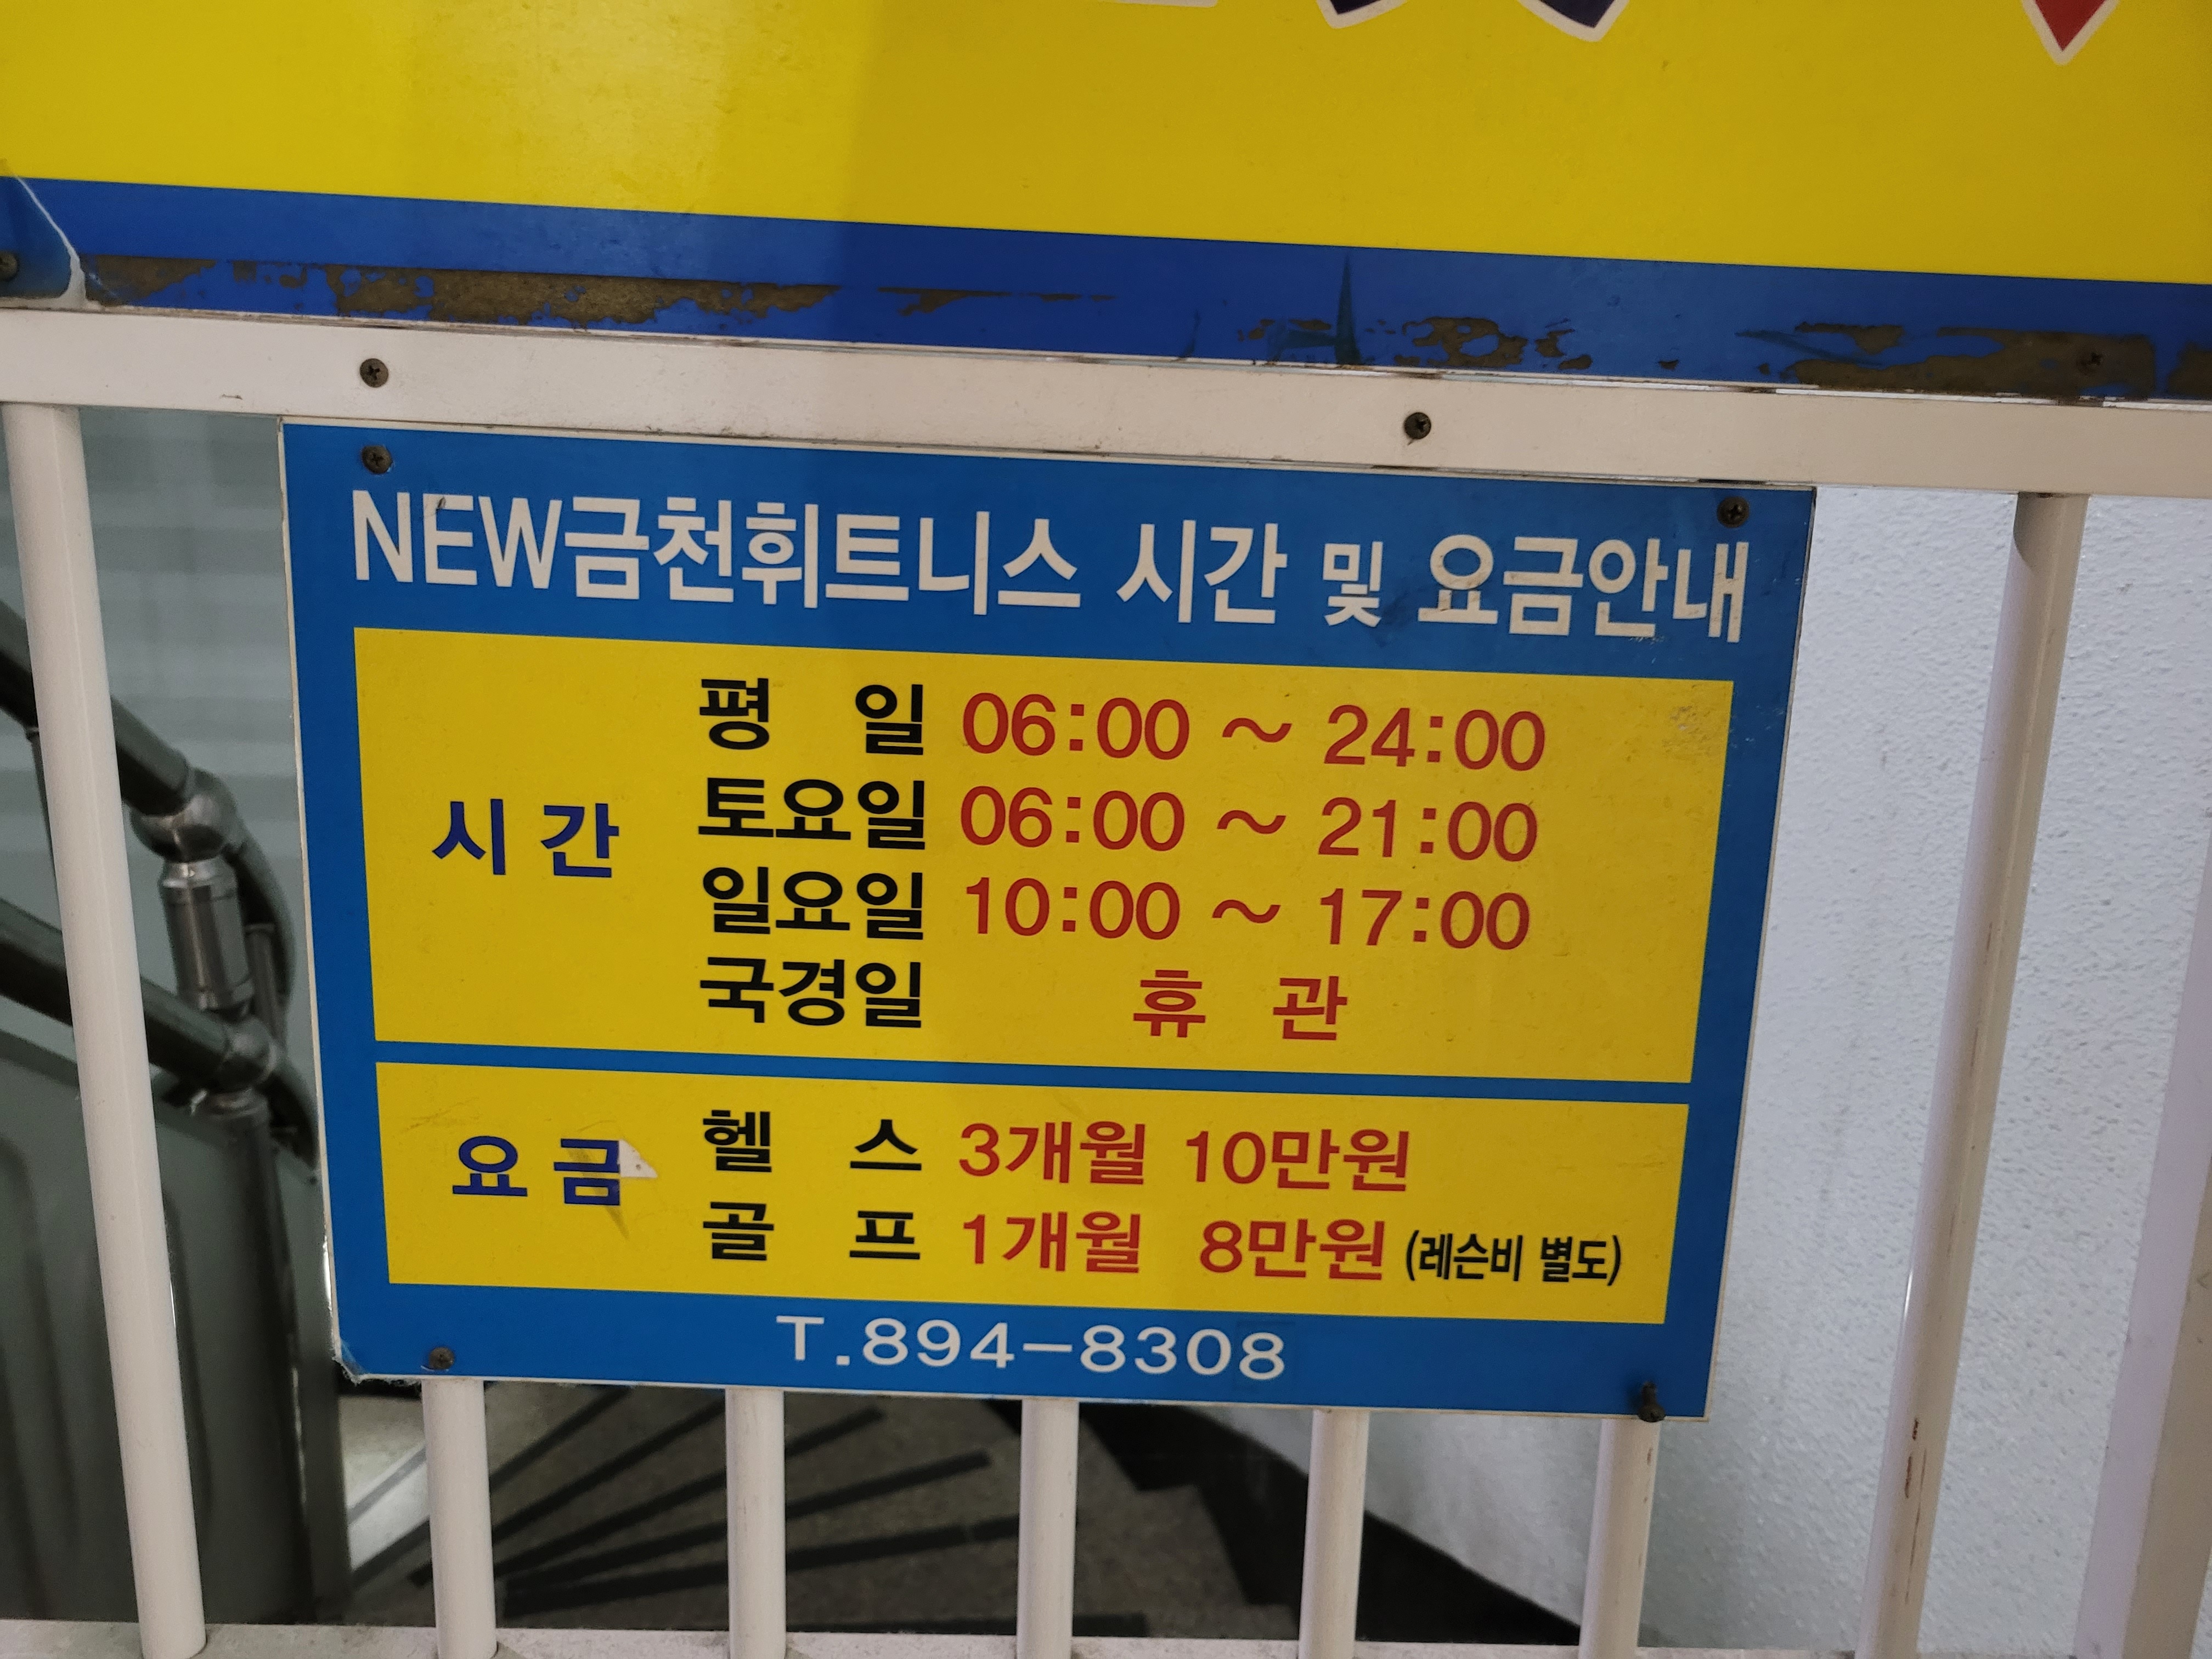 NEW금천휘트니스 시간 및 요금안내
시간
평 일 06:00 ~ 24:00
토요일 06:00 ~ 21:00
일요일 10:00 ~ 17:00
국경일 휴 관
요금
헬 스 3개월 10만원
골 프 1개월 8만원 (레슨비 별도)
T.894-8308